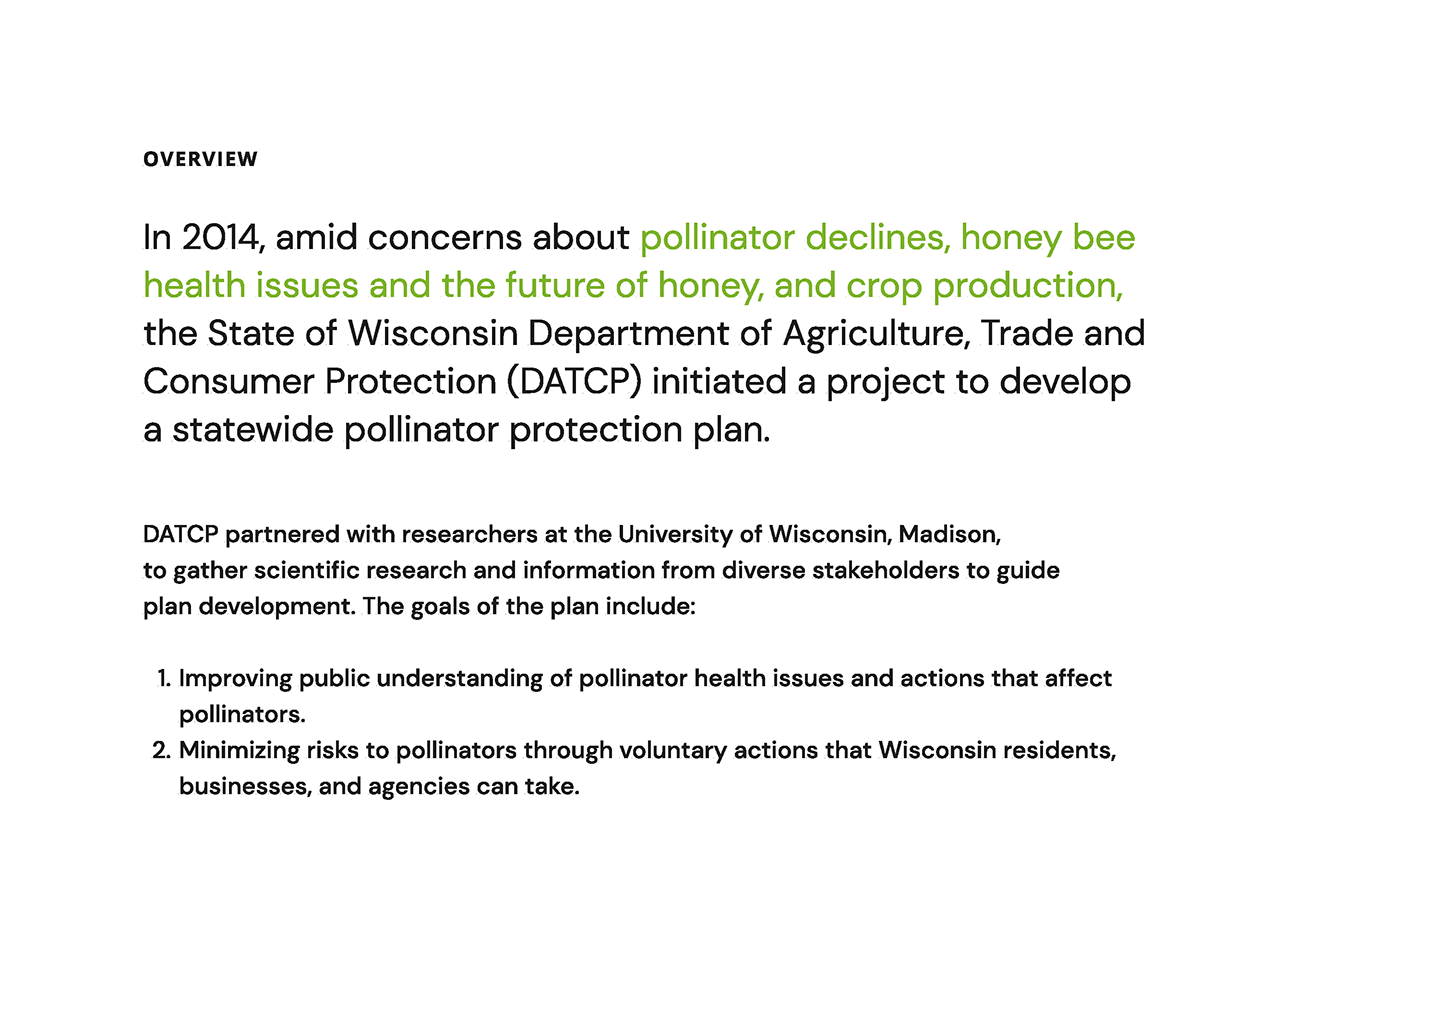 OVERVIEW
In 2014, amid concerns about pollinator declines, honey bee
health issues and the future of honey, and crop production,
the State of Wisconsin Department of Agriculture, Trade and
Consumer Protection (DATCP) initiated a project to develop
a statewide pollinator protection plan.
DATCP partnered with researchers at the University of Wisconsin, Madison,
to gather scientific research and information from diverse stakeholders to guide
plan development. The goals of the plan include:
1. Improving public understanding of pollinator health issues and actions that affect
pollinators.
2. Minimizing risks to pollinators through voluntary actions that Wisconsin residents,
businesses, and agencies can take.